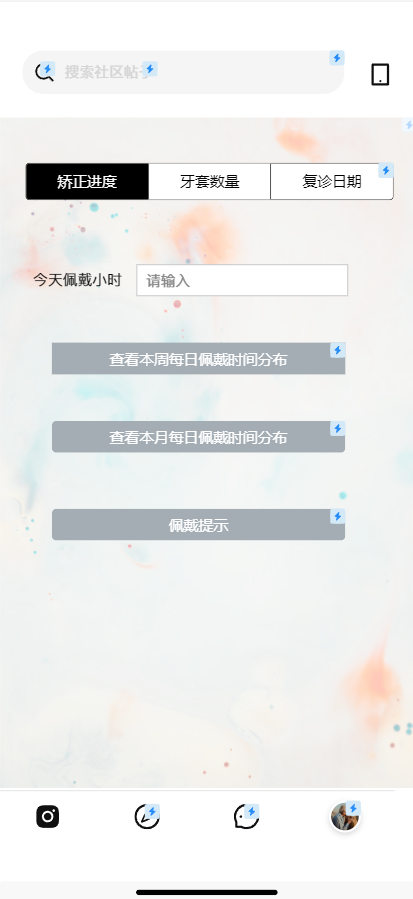 搜索社区帖子
矫正进度 牙套数量 复诊日期
今天佩戴小时 请输入
查看本周每日佩戴时间分布
查看本月每日佩戴时间分布
佩戴提示